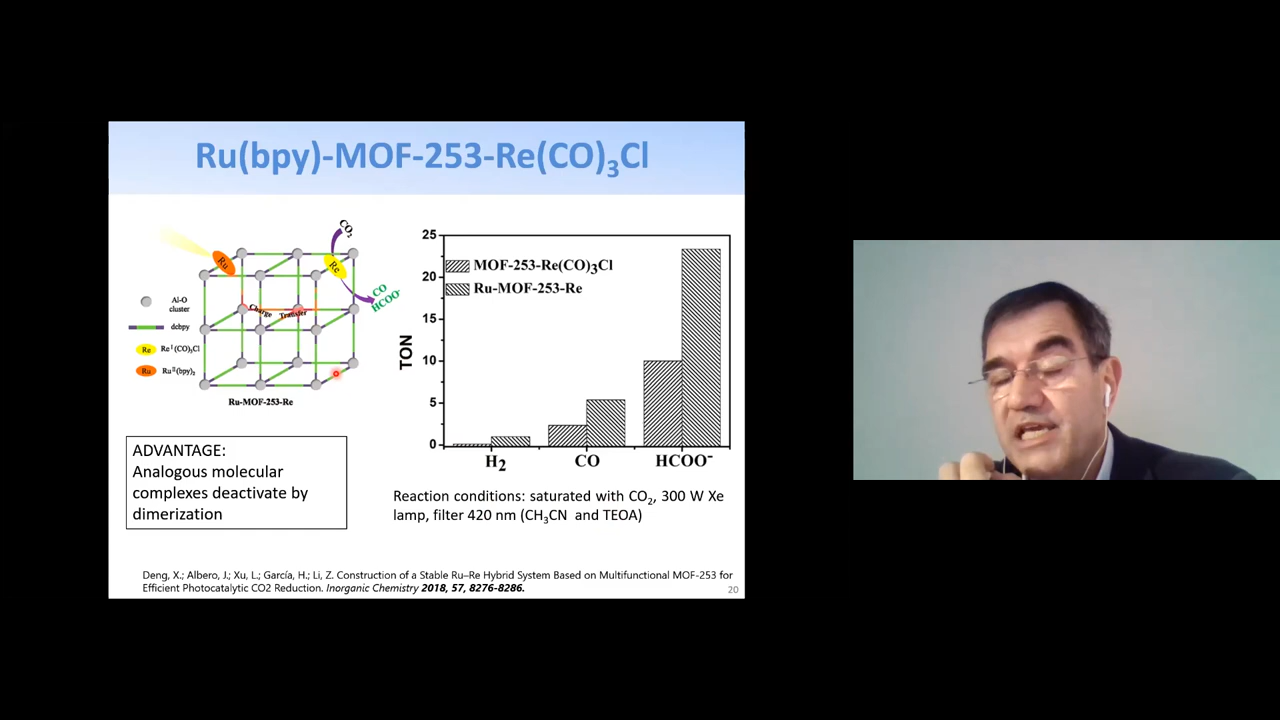 Ru(bpy)-MOF-253-Re(CO)₃Cl
CO₂
Ru
Re
CO
HCOO⁻
Charge Transfer
Al-O
cluster
dcbpy
Re Reᴵ(CO)₃Cl
Ru Ruᴵᴵ(bpy)₂
Ru-MOF-253-Re
25
20
15
10
5
0
TON
MOF-253-Re(CO)₃Cl
Ru-MOF-253-Re
H₂ CO HCOO⁻
ADVANTAGE:
Analogous molecular
complexes deactivate by
dimerization
Reaction conditions: saturated with CO₂, 300 W Xe
lamp, filter 420 nm (CH₃CN and TEOA)
Deng, X.; Albero, J.; Xu, L.; García, H.; Li, Z. Construction of a Stable Ru–Re Hybrid System Based on Multifunctional MOF-253 for
Efficient Photocatalytic CO2 Reduction. Inorganic Chemistry 2018, 57, 8276-8286.
20